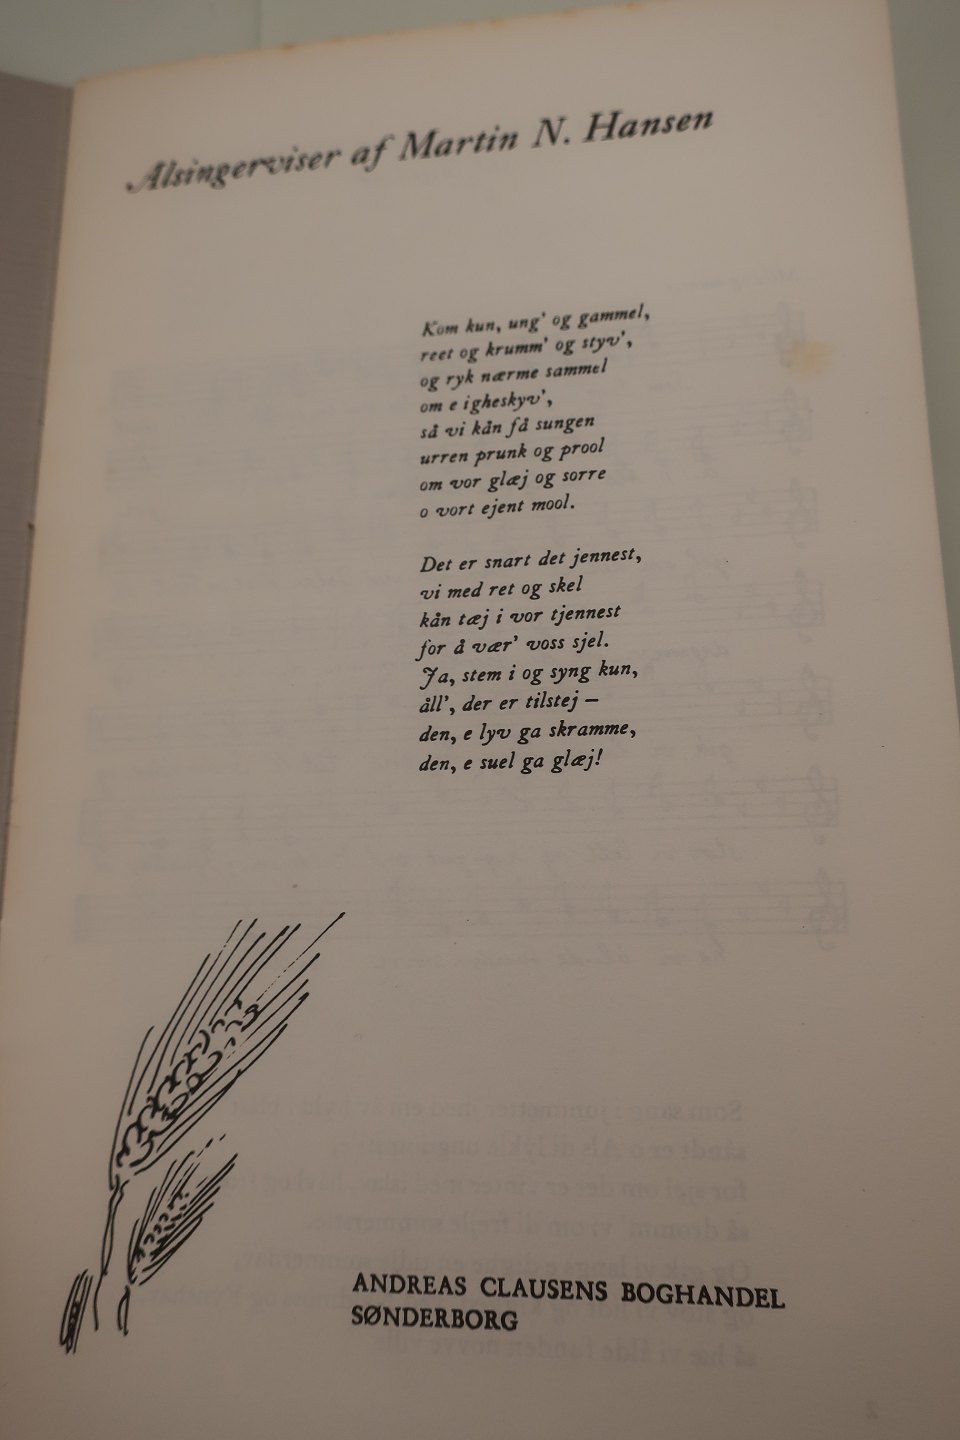 Alsingerviser af Martin N. Hansen
Kom kun, ung' og gammel,
reet og krumm' og styv',
og ryk nærme sammel
om e igheskyv',
så vi kån få sungen
urren prunk og prool
om vor glæj og sorre
o vort ejent mool.
Det er snart det jennest,
vi med ret og skel
kån tæj i vor tjennest
for å vær' voss sjel.
Ja, stem i og syng kun,
åll', der er tilstej –
den, e lyv ga skramme,
den, e suel ga glæj!
ANDREAS CLAUSENS BOGHANDEL
SØNDERBORG